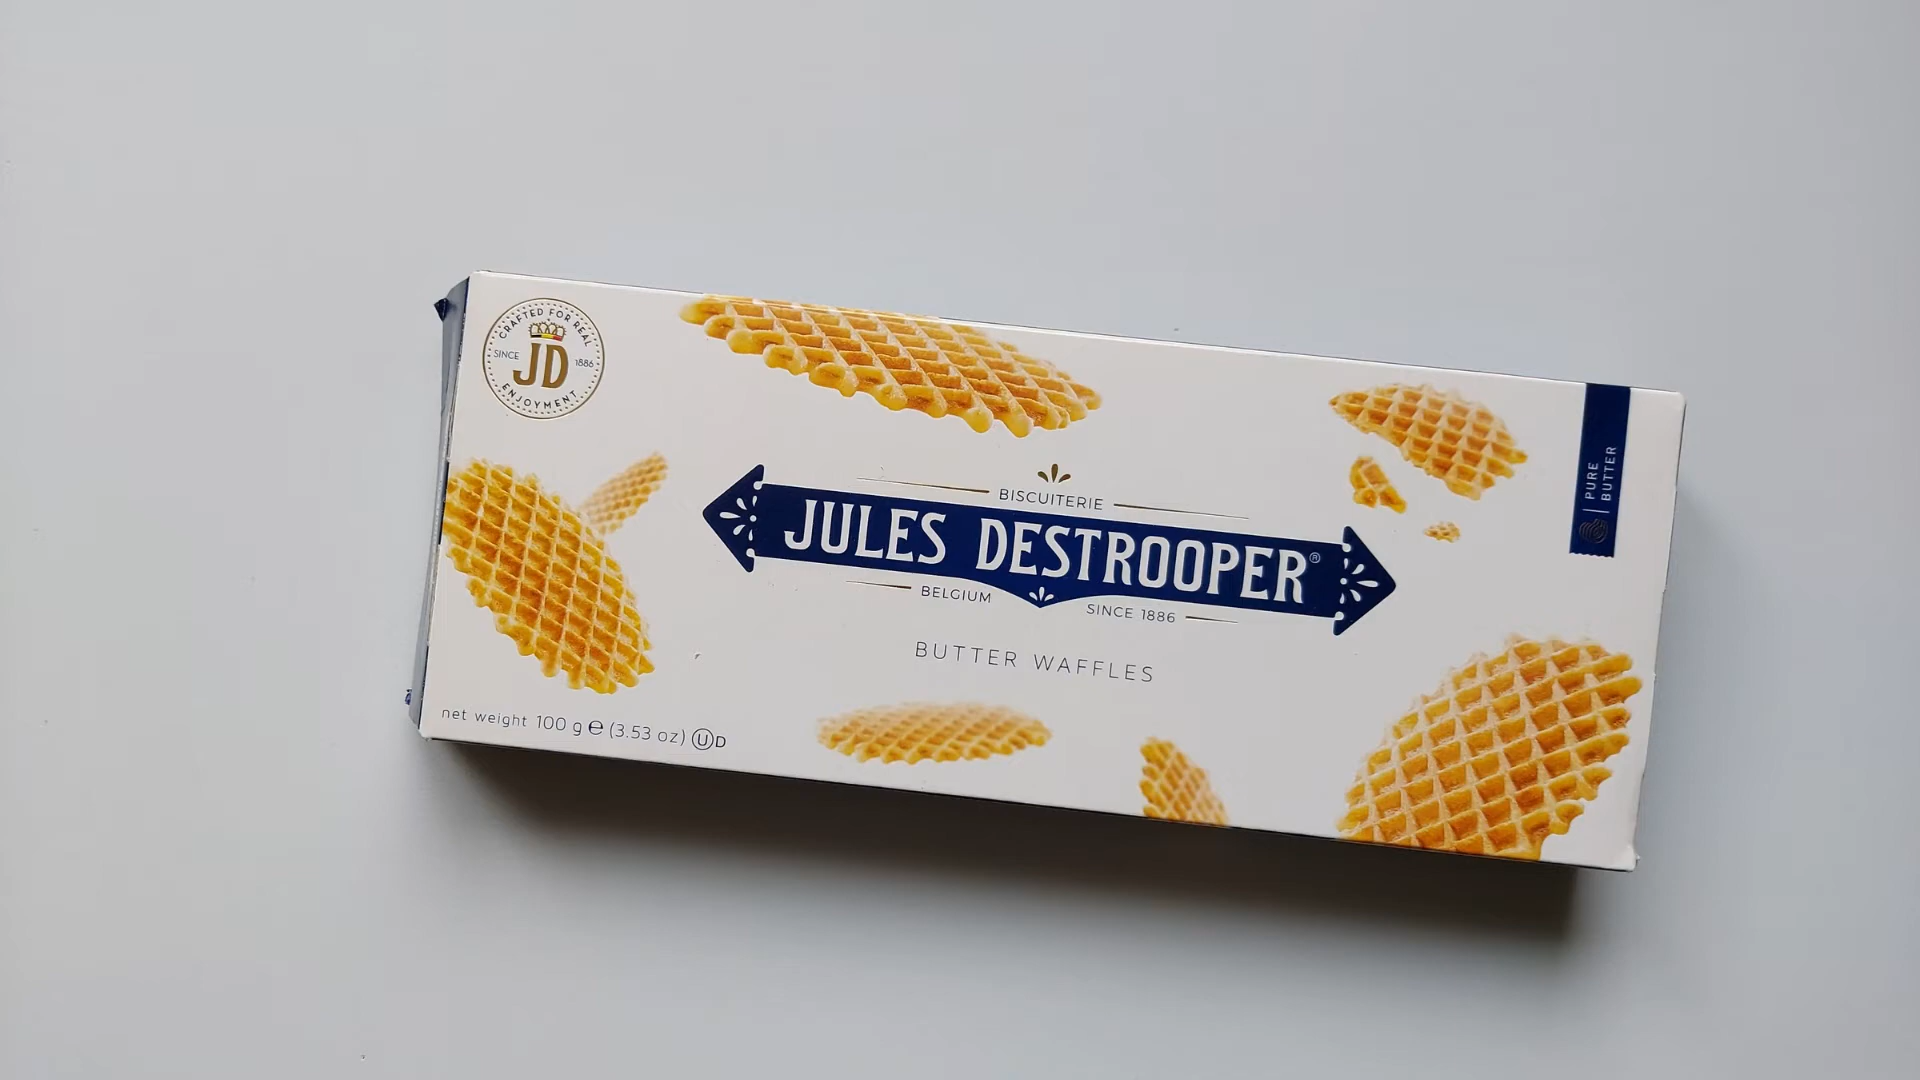 CRAFTED FOR REAL
SINCE JD 1886
ENJOYMENT
BISCUITERIE
JULES DESTROOPER®
BELGIUM SINCE 1886
BUTTER WAFFLES
PURE
BUTTER
net weight 100 g ℮ (3.53 oz) Ⓤ D